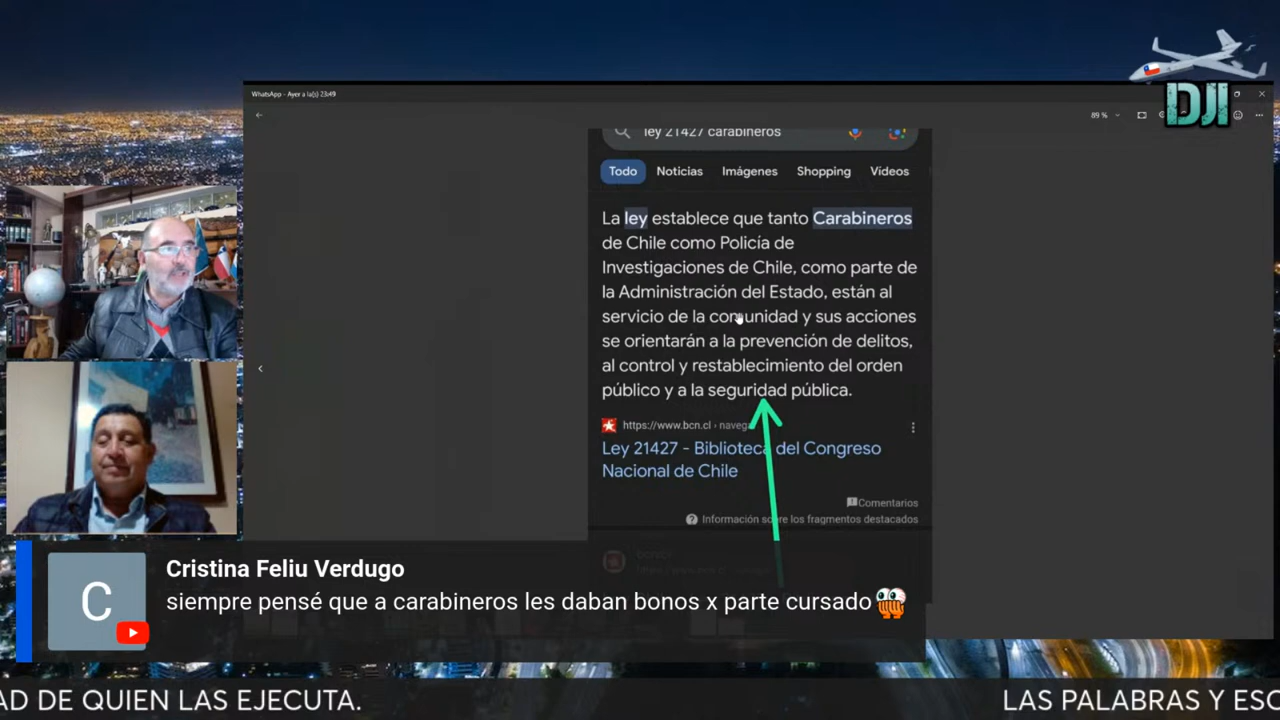 DJI
WhatsApp - Ayer a la(s) 23:49
89 %
ley 21427 carabineros
Todo Noticias Imágenes Shopping Vídeos
La ley establece que tanto Carabineros
de Chile como Policía de
Investigaciones de Chile, como parte de
la Administración del Estado, están al
servicio de la comunidad y sus acciones
se orientarán a la prevención de delitos,
al control y restablecimiento del orden
público y a la seguridad pública.
https://www.bcn.cl › navega
Ley 21427 - Biblioteca del Congreso
Nacional de Chile
Comentarios
Información sobre los fragmentos destacados
C
Cristina Feliu Verdugo
siempre pensé que a carabineros les daban bonos x parte cursado
AD DE QUIEN LAS EJECUTA. LAS PALABRAS Y ESC